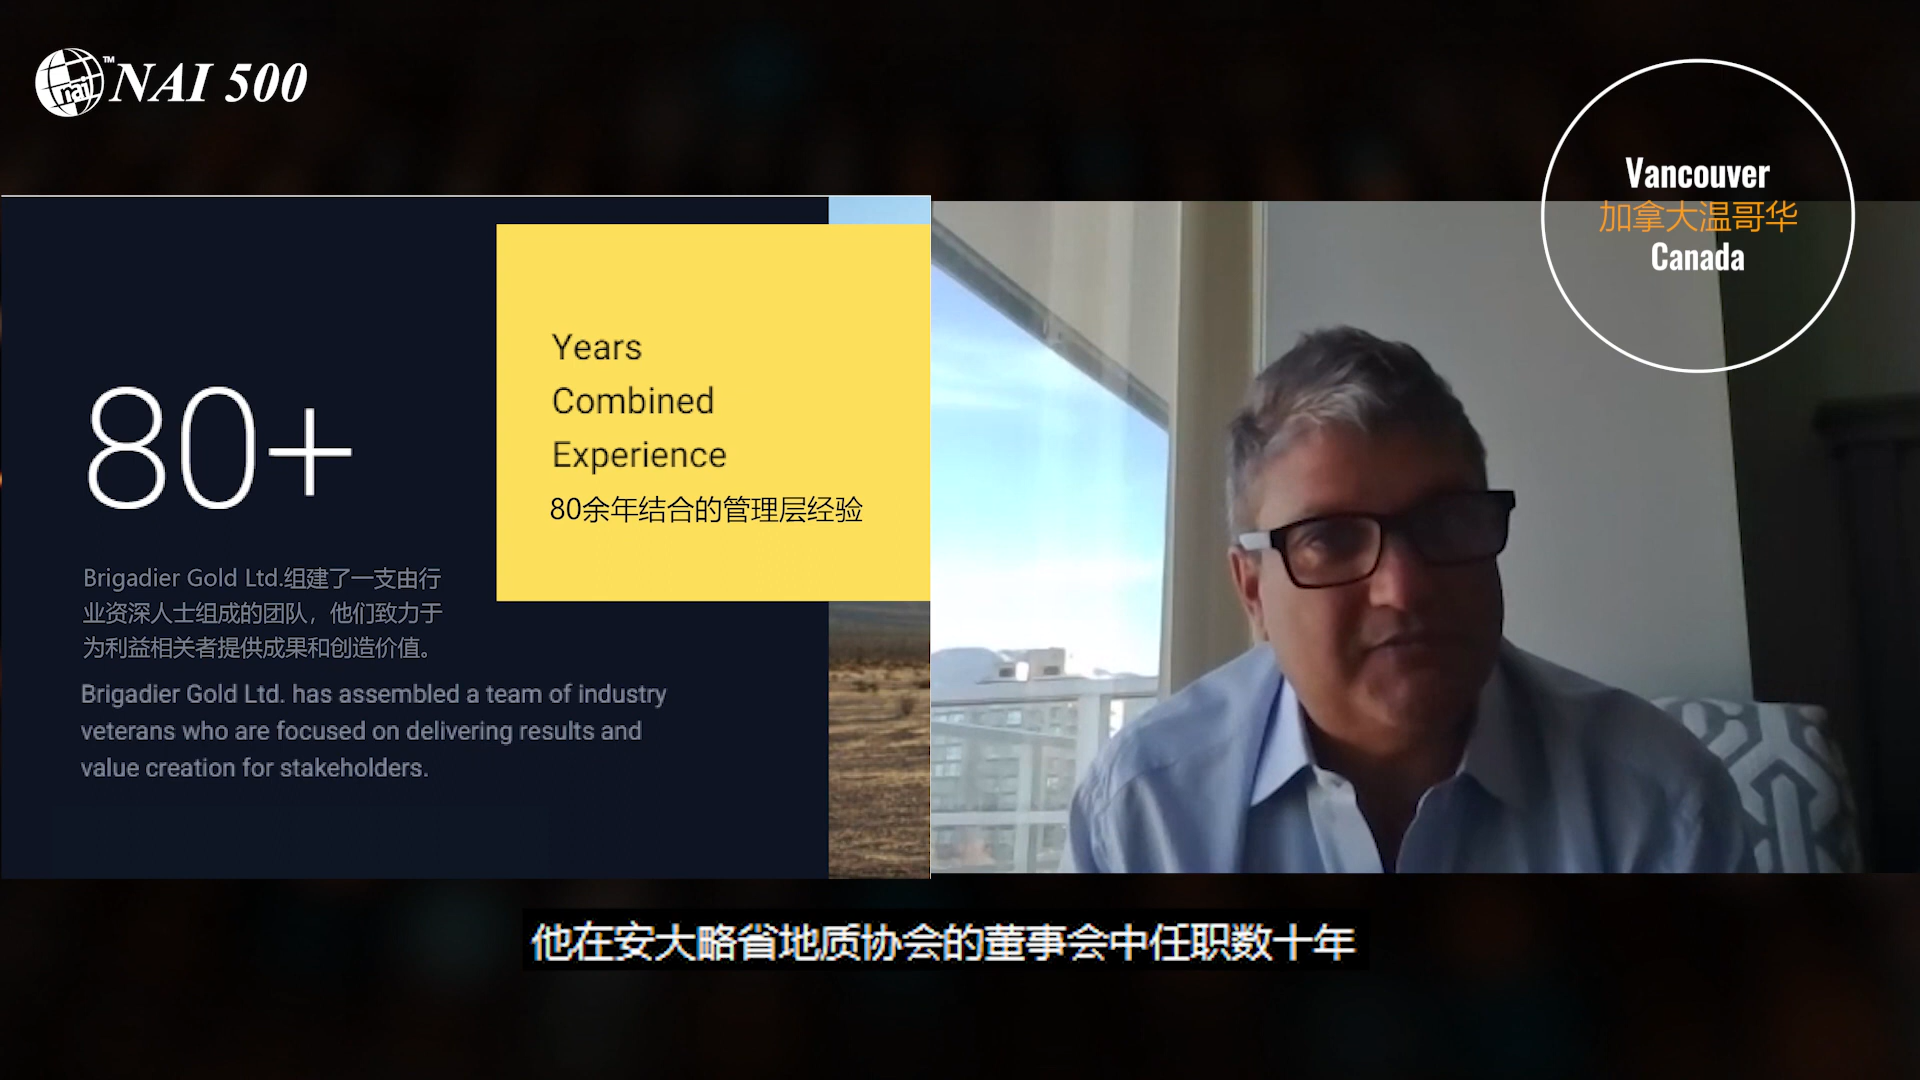 nai™ NAI 500
Vancouver
加拿大温哥华
Canada
80+
Years
Combined
Experience
80余年结合的管理层经验
Brigadier Gold Ltd.组建了一支由行
业资深人士组成的团队，他们致力于
为利益相关者提供成果和创造价值。
Brigadier Gold Ltd. has assembled a team of industry
veterans who are focused on delivering results and
value creation for stakeholders.
他在安大略省地质协会的董事会中任职数十年